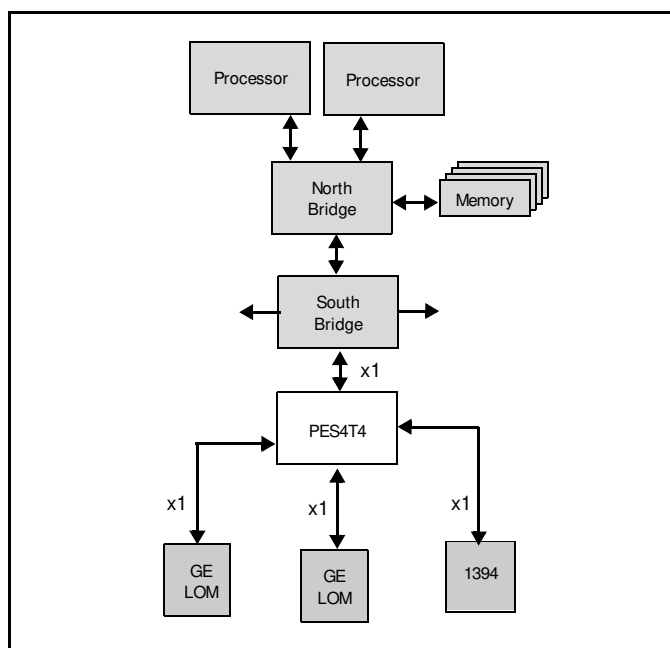 Processor
Processor
North
Bridge
Memory
South
Bridge
x1
PES4T4
x1
x1
x1
GE
LOM
GE
LOM
1394